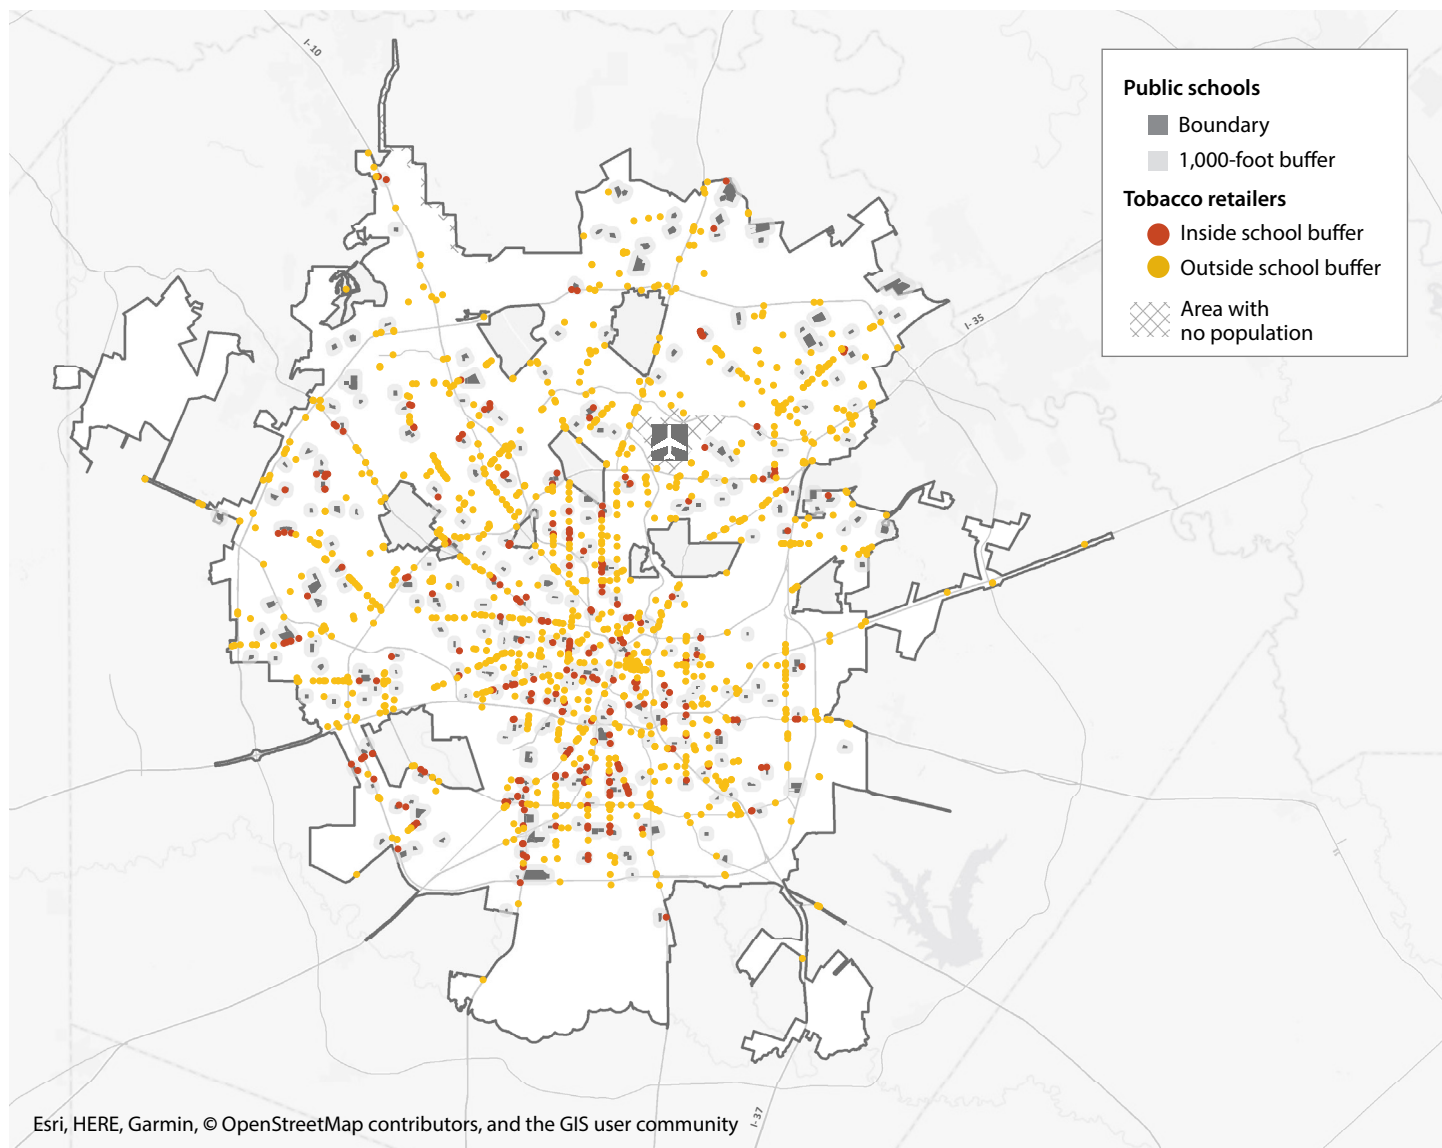 I-10
Public schools
Boundary
1,000-foot buffer
Tobacco retailers
Inside school buffer
Outside school buffer
Area with
no population
I-35
I-37
Esri, HERE, Garmin, © OpenStreetMap contributors, and the GIS user community